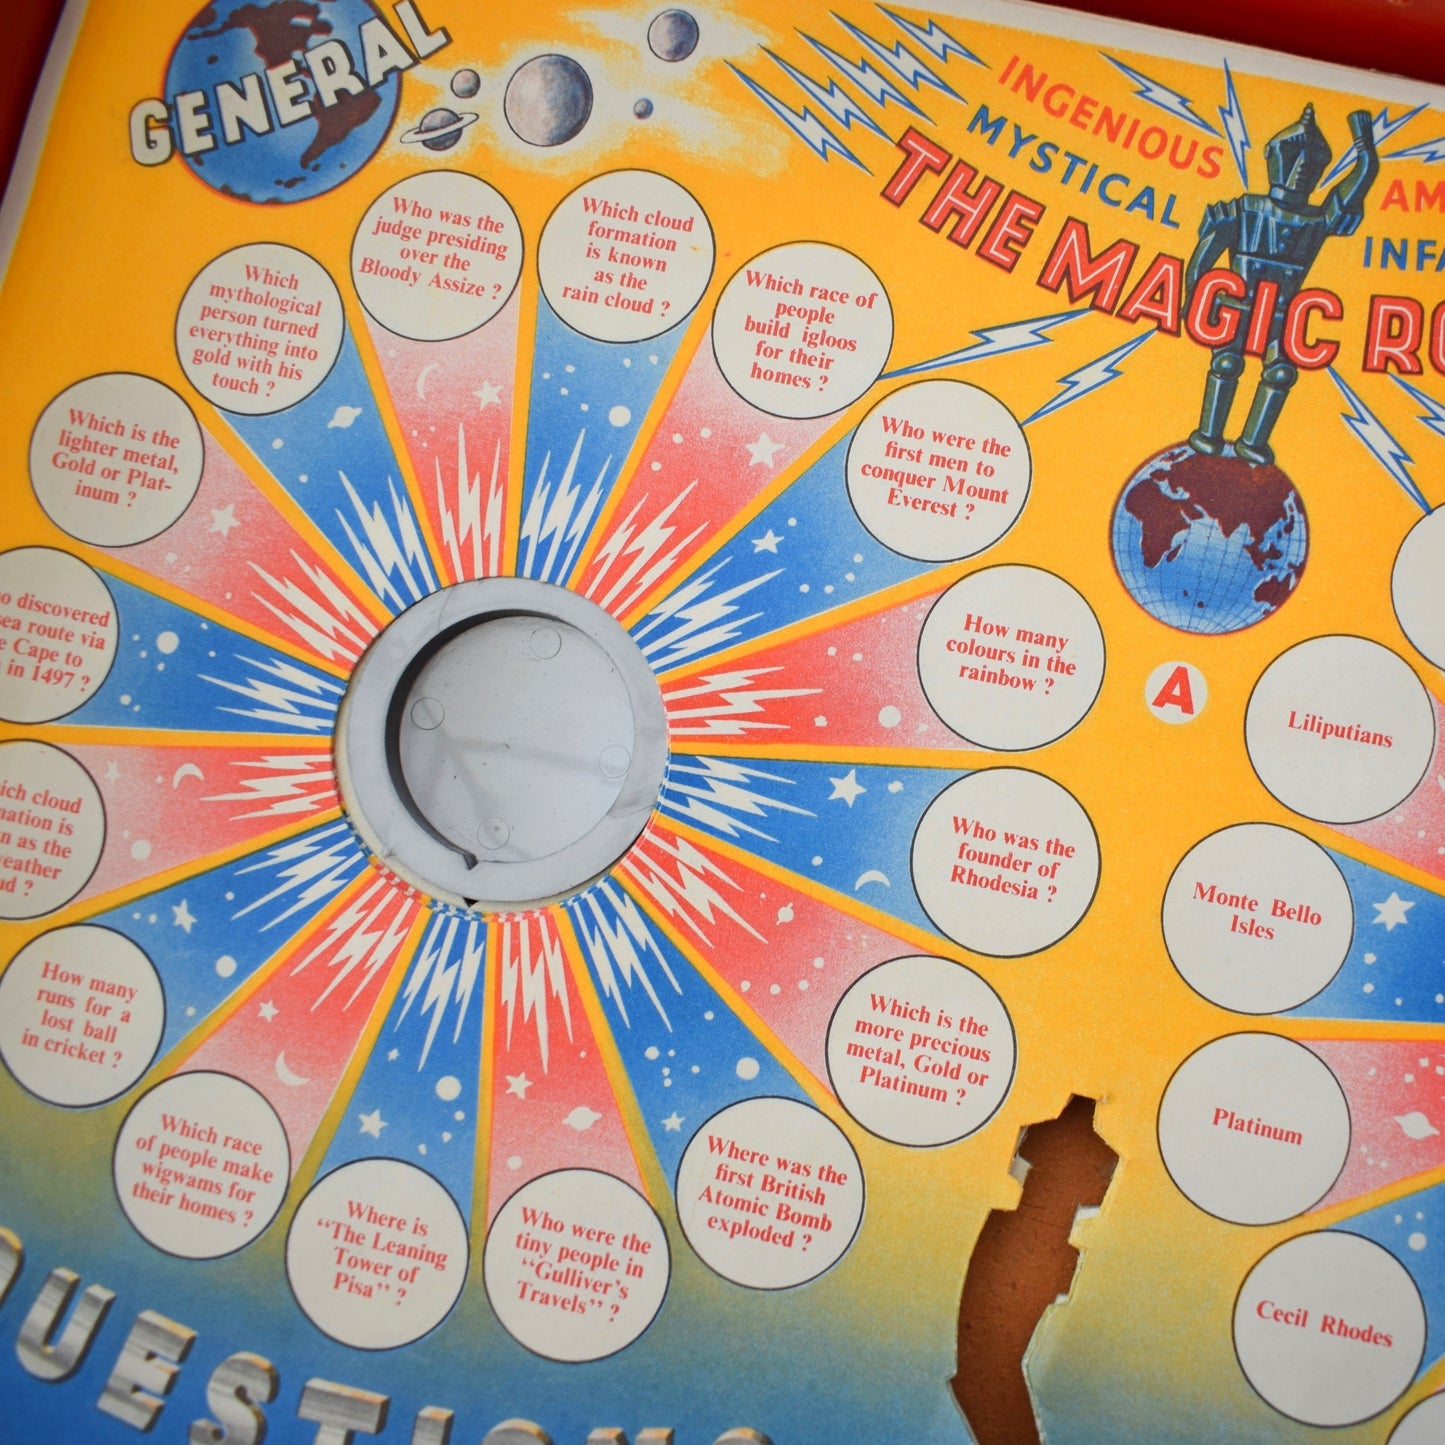 GENERAL
INGENIOUS
MYSTICAL
THE MAGIC
INFA
Who was the
judge presiding
over the
Bloody Assize ?
Which cloud
formation
is known
as the
rain cloud ?
Which race of
people
build igloos
for their
homes ?
Who were the
first men to
conquer Mount
Everest ?
How many
colours in the
rainbow ?
Who was the
founder of
Rhodesia ?
Which is the
more precious
metal, Gold or
Platinum ?
Where was the
first British
Atomic Bomb
exploded ?
Who were the
tiny people in
“Gulliver's
Travels” ?
Where is
“The Leaning
Tower of
Pisa” ?
Which race
of people make
wigwams for
their homes ?
How many
runs for a
lost ball
in cricket ?
cloud
is
as the
?
discovered
sea route via
Cape to
in 1497 ?
Which is the
lighter metal,
Gold or Plat-
inum ?
Which
mythological
person turned
everything into
gold with his
touch ?
A
Liliputians
Monte Bello
Isles
Platinum
Cecil Rhodes